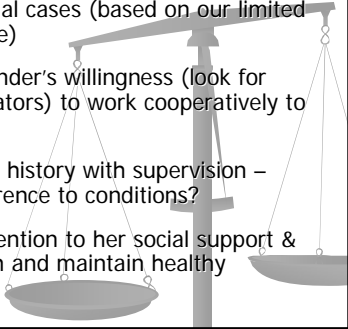 al cases (based on our limited
e)
nder's willingness (look for
ators) to work cooperatively to
history with supervision –
rence to conditions?
ention to her social support &
n and maintain healthy